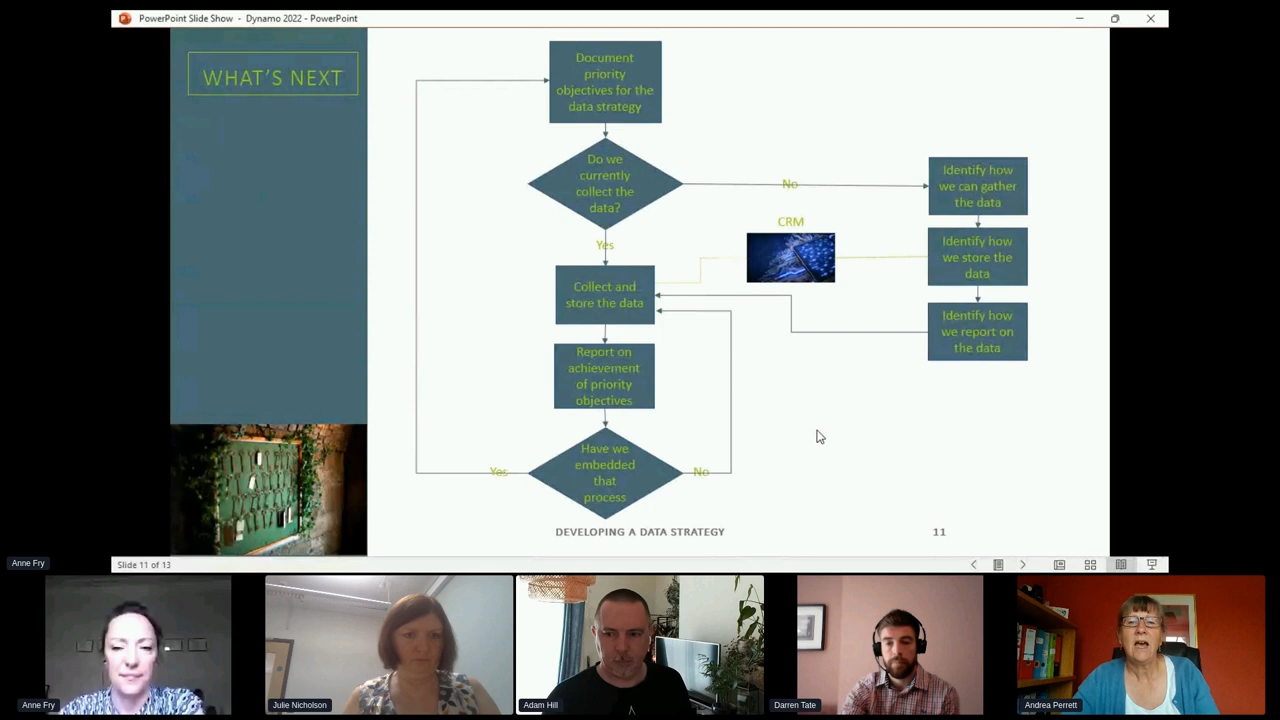 PowerPoint Slide Show - Dynamo 2022 - PowerPoint
WHAT'S NEXT
Document
priority
objectives for the
data strategy
Do we
currently
collect the
data?
No
Identify how
we can gather
the data
CRM
Yes
Identify how
we store the
data
Collect and
store the data
Identify how
we report on
the data
Report on
achievement
of priority
objectives
Have we
embedded
that
process
Yes
No
DEVELOPING A DATA STRATEGY
11
Anne Fry
Slide 11 of 13
Anne Fry
Julie Nicholson
Adam Hill
Darren Tate
Andrea Perrett